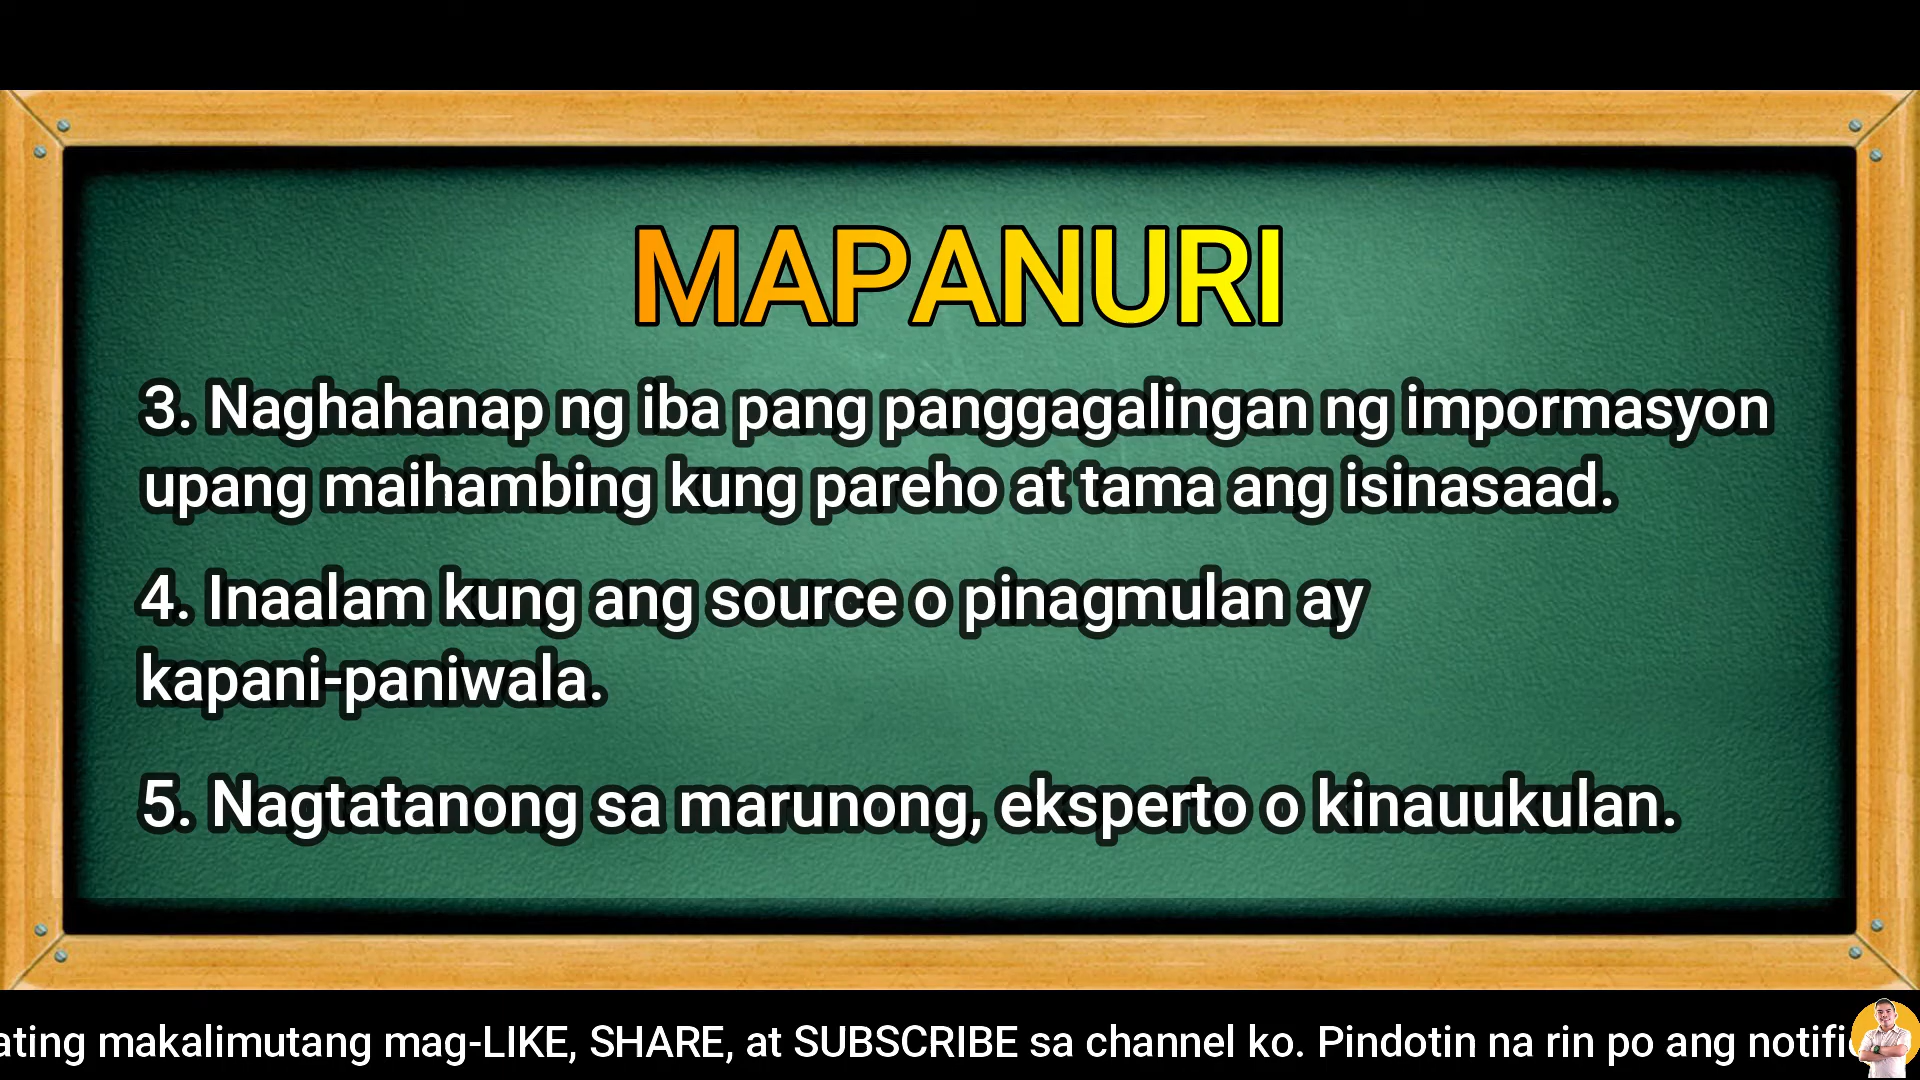 MAPANURI
3. Naghahanap ng iba pang panggagalingan ng impormasyon
upang maihambing kung pareho at tama ang isinasaad.
4. Inaalam kung ang source o pinagmulan ay
kapani-paniwala.
5. Nagtatanong sa marunong, eksperto o kinauukulan.
makalimutang mag-LIKE, SHARE, at SUBSCRIBE sa channel ko. Pindotin na rin po ang